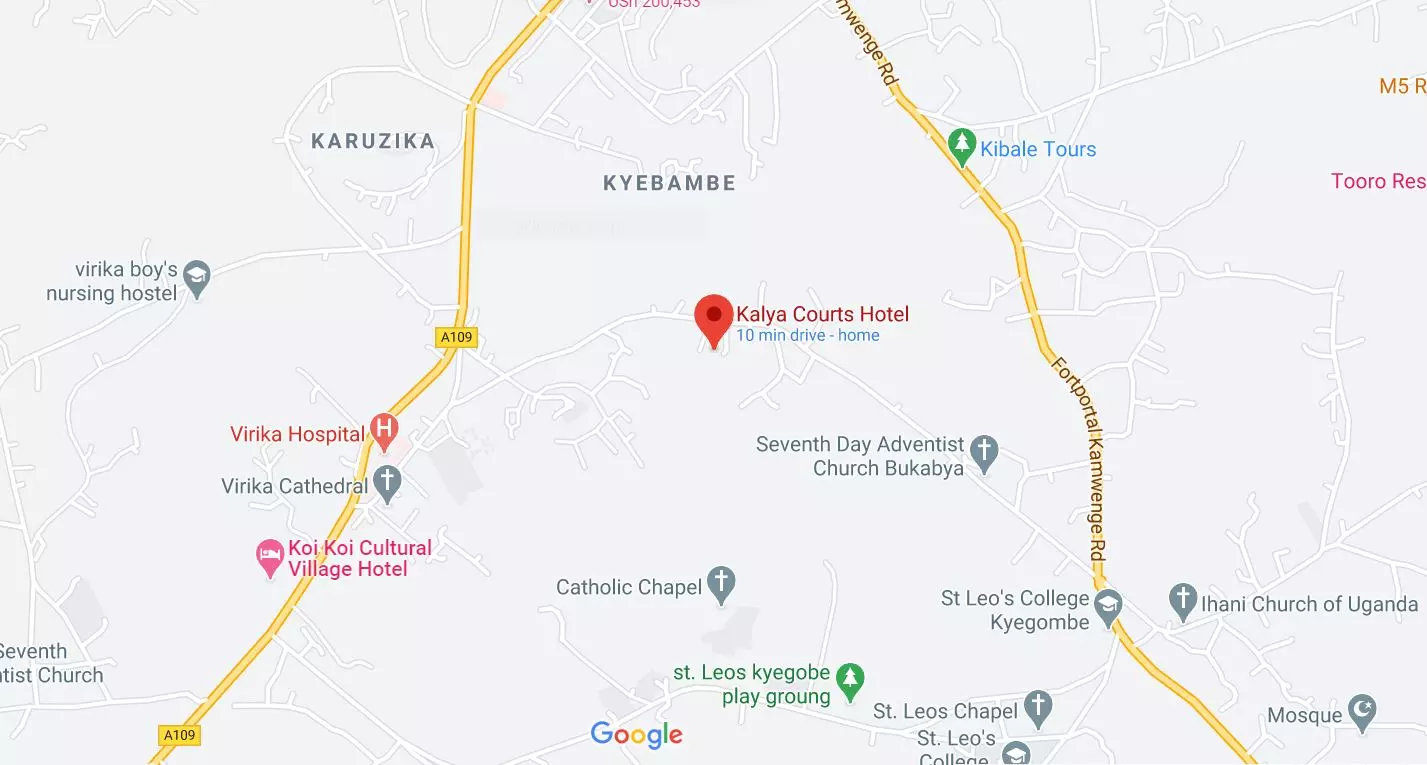 USh 200,453
mwenge Rd
M5 R
KARUZIKA
Kibale Tours
KYEBAMBE
Tooro Res
virika boy's
nursing hostel
Kalya Courts Hotel
10 min drive - home
A109
Fortportal Kamwenge Rd
Virika Hospital
Seventh Day Adventist
Church Bukabya
Virika Cathedral
Koi Koi Cultural
Village Hotel
Catholic Chapel
St Leo's College
Kyegombe
Ihani Church of Uganda
Seventh
tist Church
st. Leos kyegobe
play groung
St. Leos Chapel
Mosque
A109
Google
St. Leo's
College